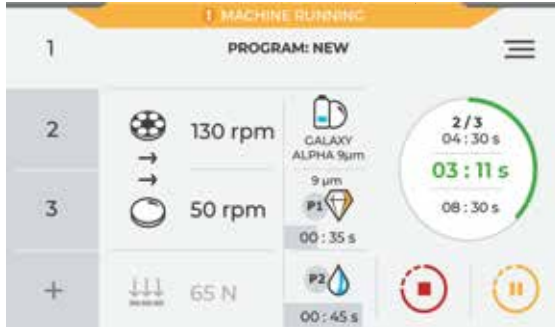 ! MACHINE RUNNING
PROGRAM: NEW
1
2
3
+
130 rpm
50 rpm
65 N
GALAXY
ALPHA 9µm
9 µm
P1
00 : 35 s
P2
00 : 45 s
2/3
04 : 30 s
03 : 11 s
08 : 30 s